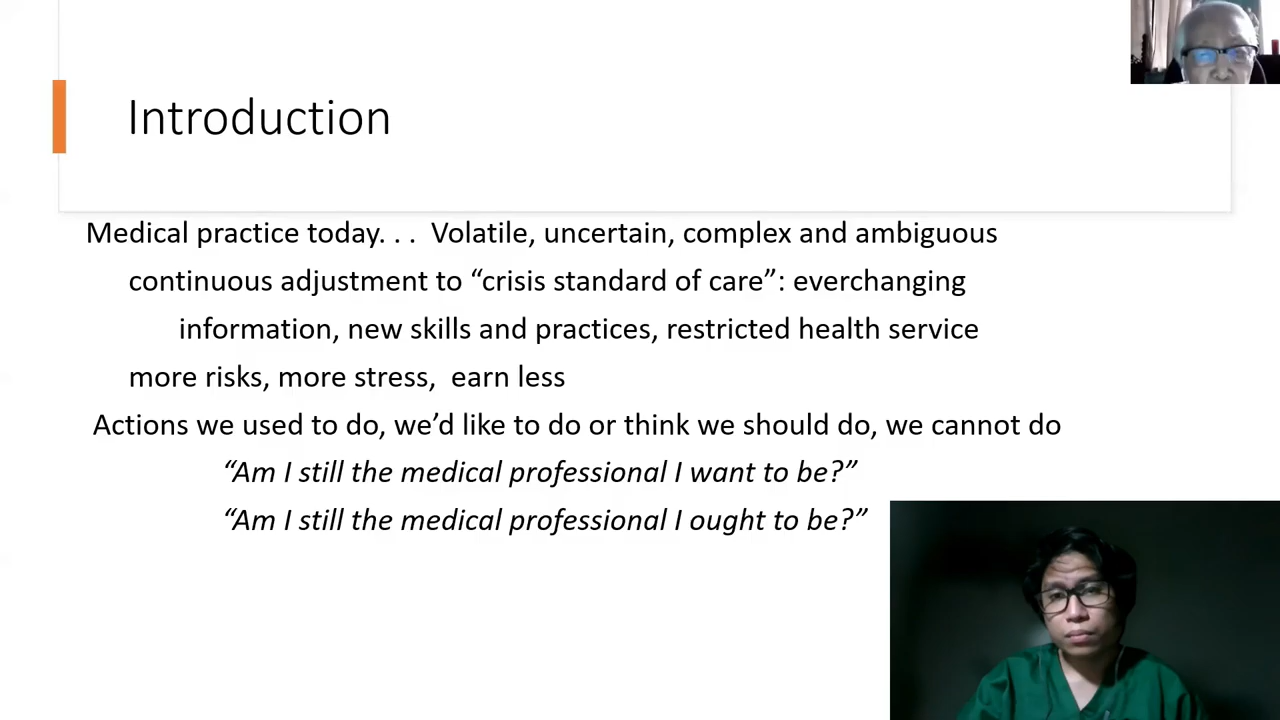 Introduction
Medical practice today. . .  Volatile, uncertain, complex and ambiguous
continuous adjustment to “crisis standard of care”: everchanging
information, new skills and practices, restricted health service
more risks, more stress,  earn less
Actions we used to do, we’d like to do or think we should do, we cannot do
“Am I still the medical professional I want to be?”
“Am I still the medical professional I ought to be?”